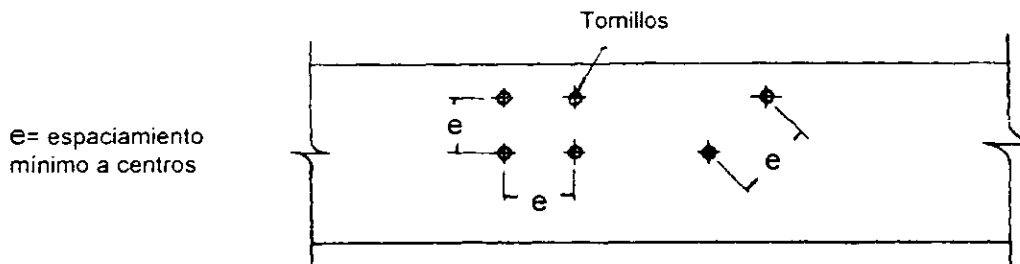 Tornillos
e= espaciamiento
mínimo a centros
e
e
e